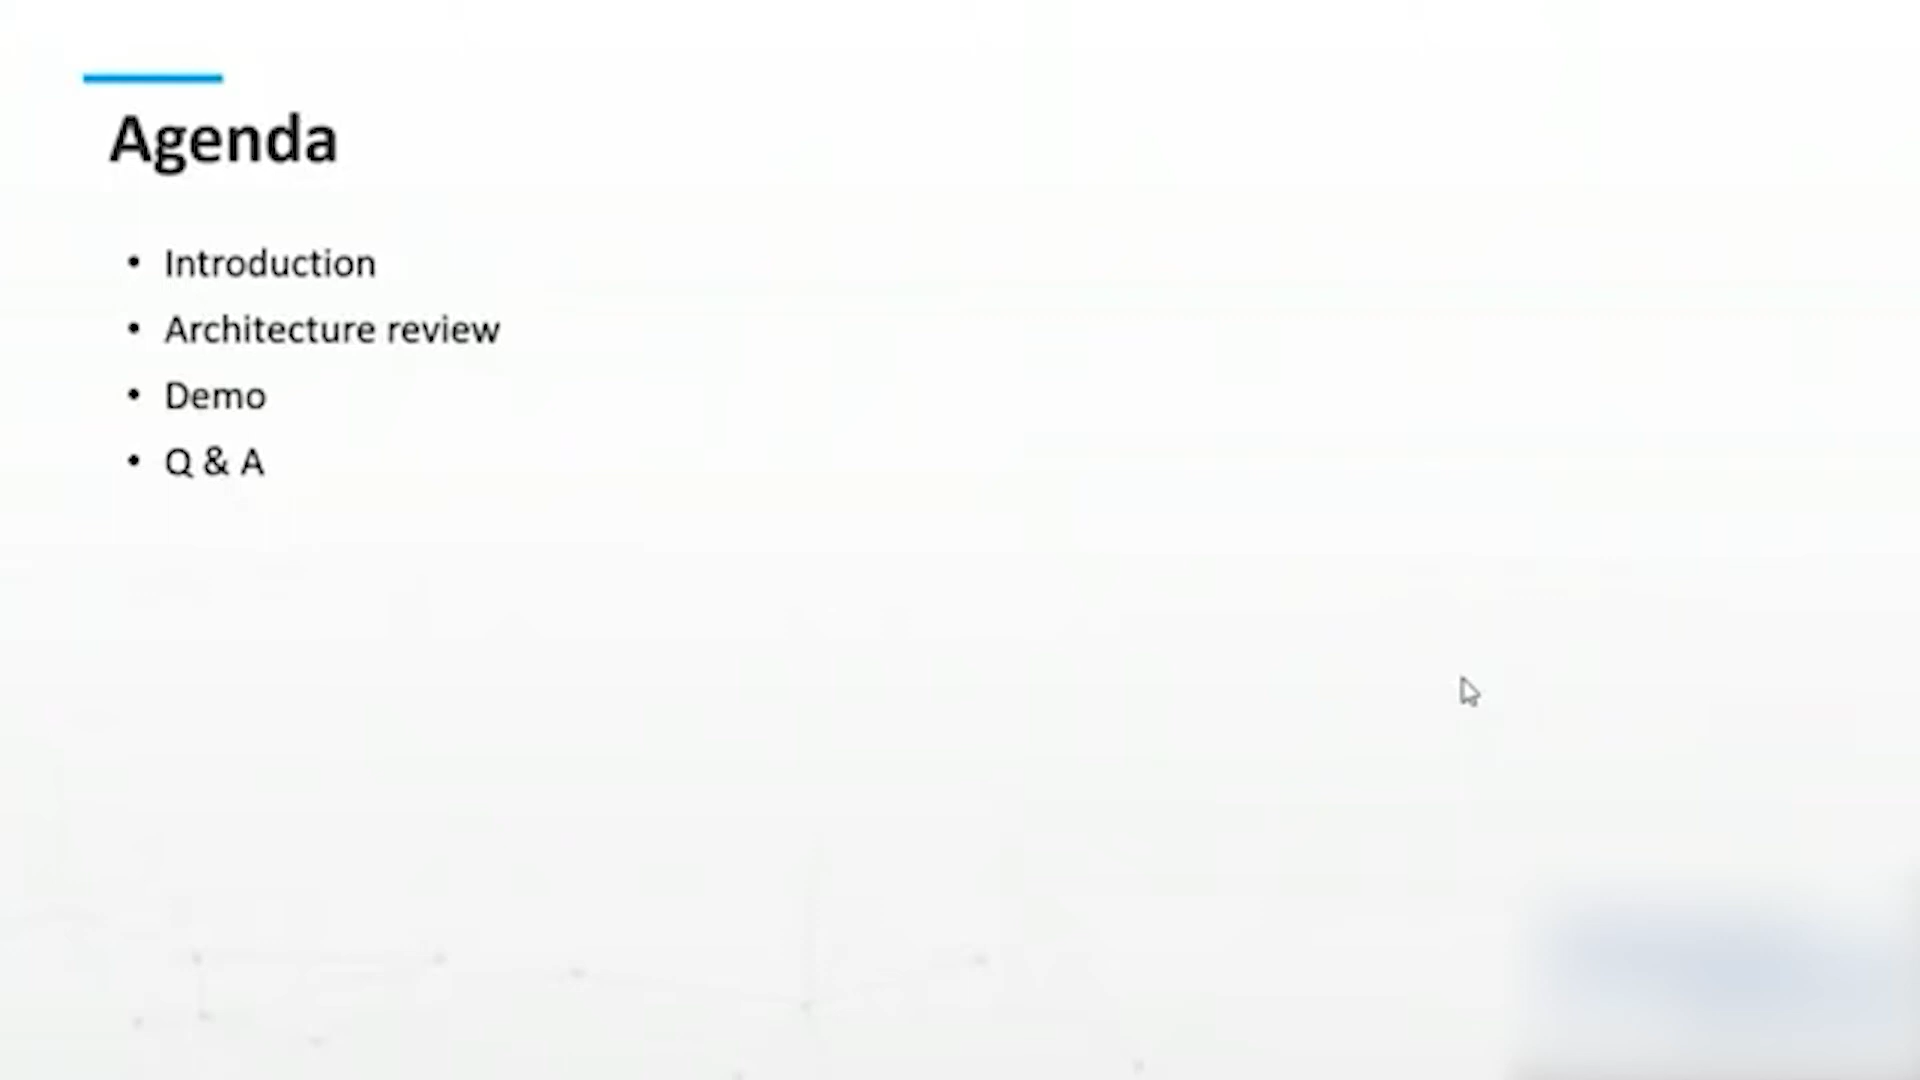 Agenda
• Introduction
• Architecture review
• Demo
• Q & A